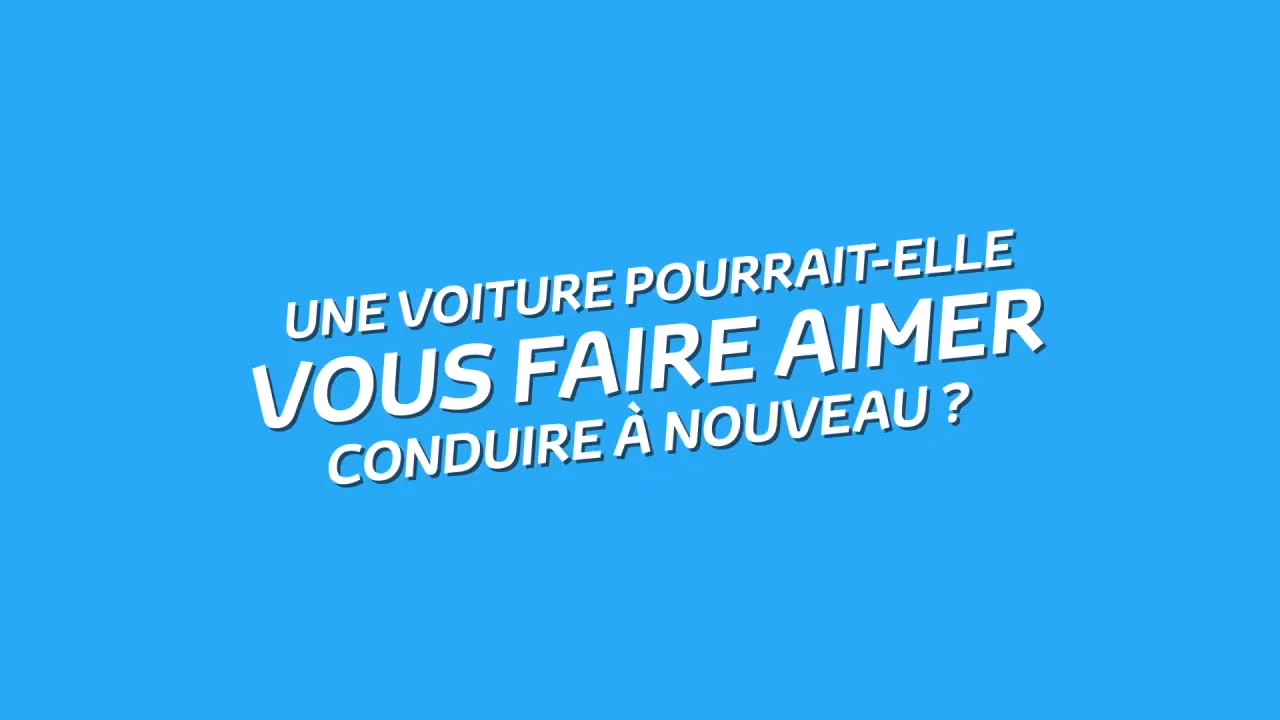 UNE VOITURE POURRAIT-ELLE
VOUS FAIRE AIMER
CONDUIRE À NOUVEAU ?